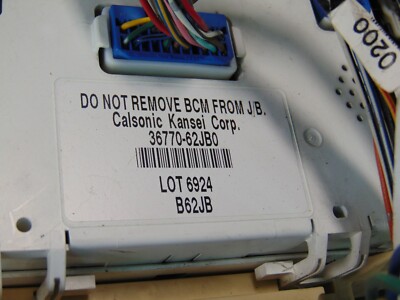 0200
DO NOT REMOVE BCM FROM J/B.
Calsonic Kansei Corp.
36770-62JB0
LOT 6924
B62JB